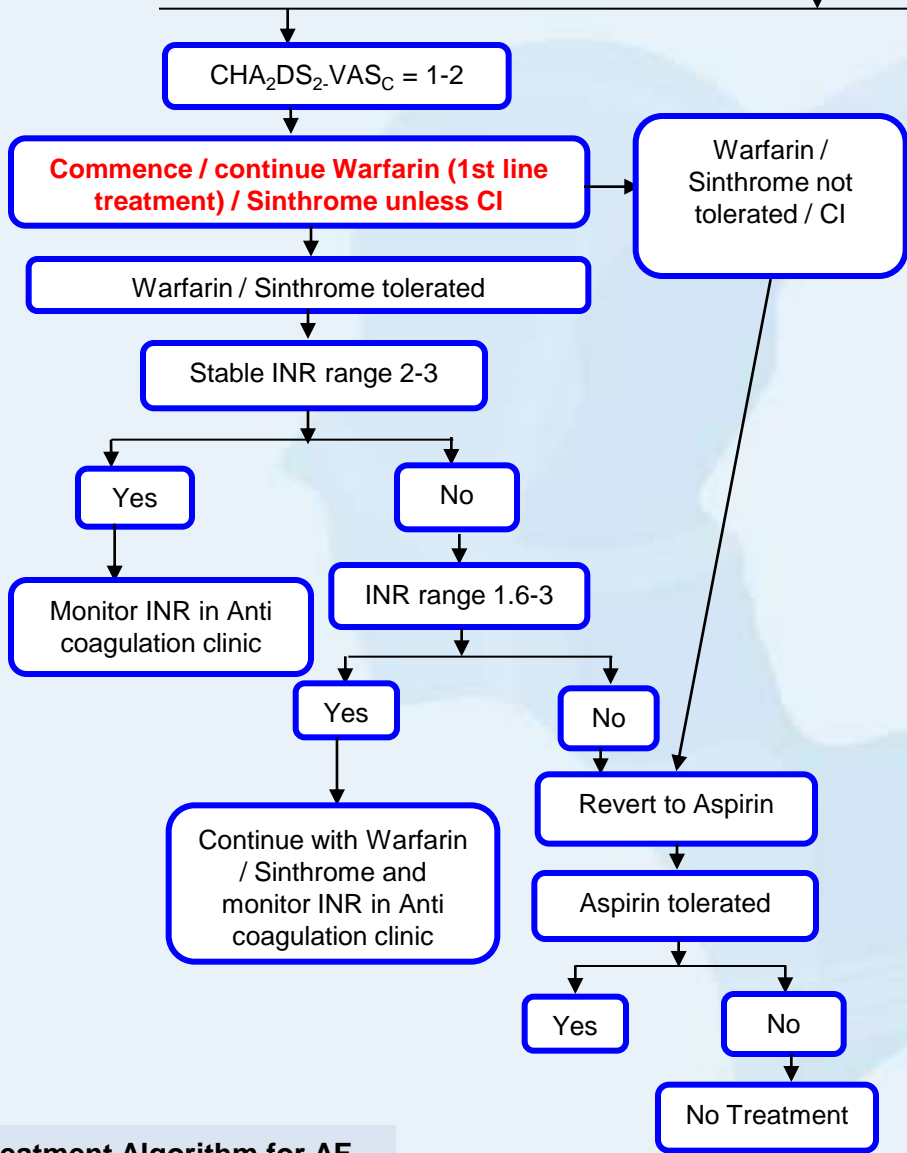 CHA₂DS₂-VASC = 1-2
Commence / continue Warfarin (1st line
treatment) / Sinthrome unless CI
Warfarin /
Sinthrome not
tolerated / CI
Warfarin / Sinthrome tolerated
Stable INR range 2-3
Yes
No
Monitor INR in Anti
coagulation clinic
INR range 1.6-3
Yes
No
Continue with Warfarin
/ Sinthrome and
monitor INR in Anti
coagulation clinic
Revert to Aspirin
Aspirin tolerated
Yes
No
No Treatment
eatment Algorithm for AF